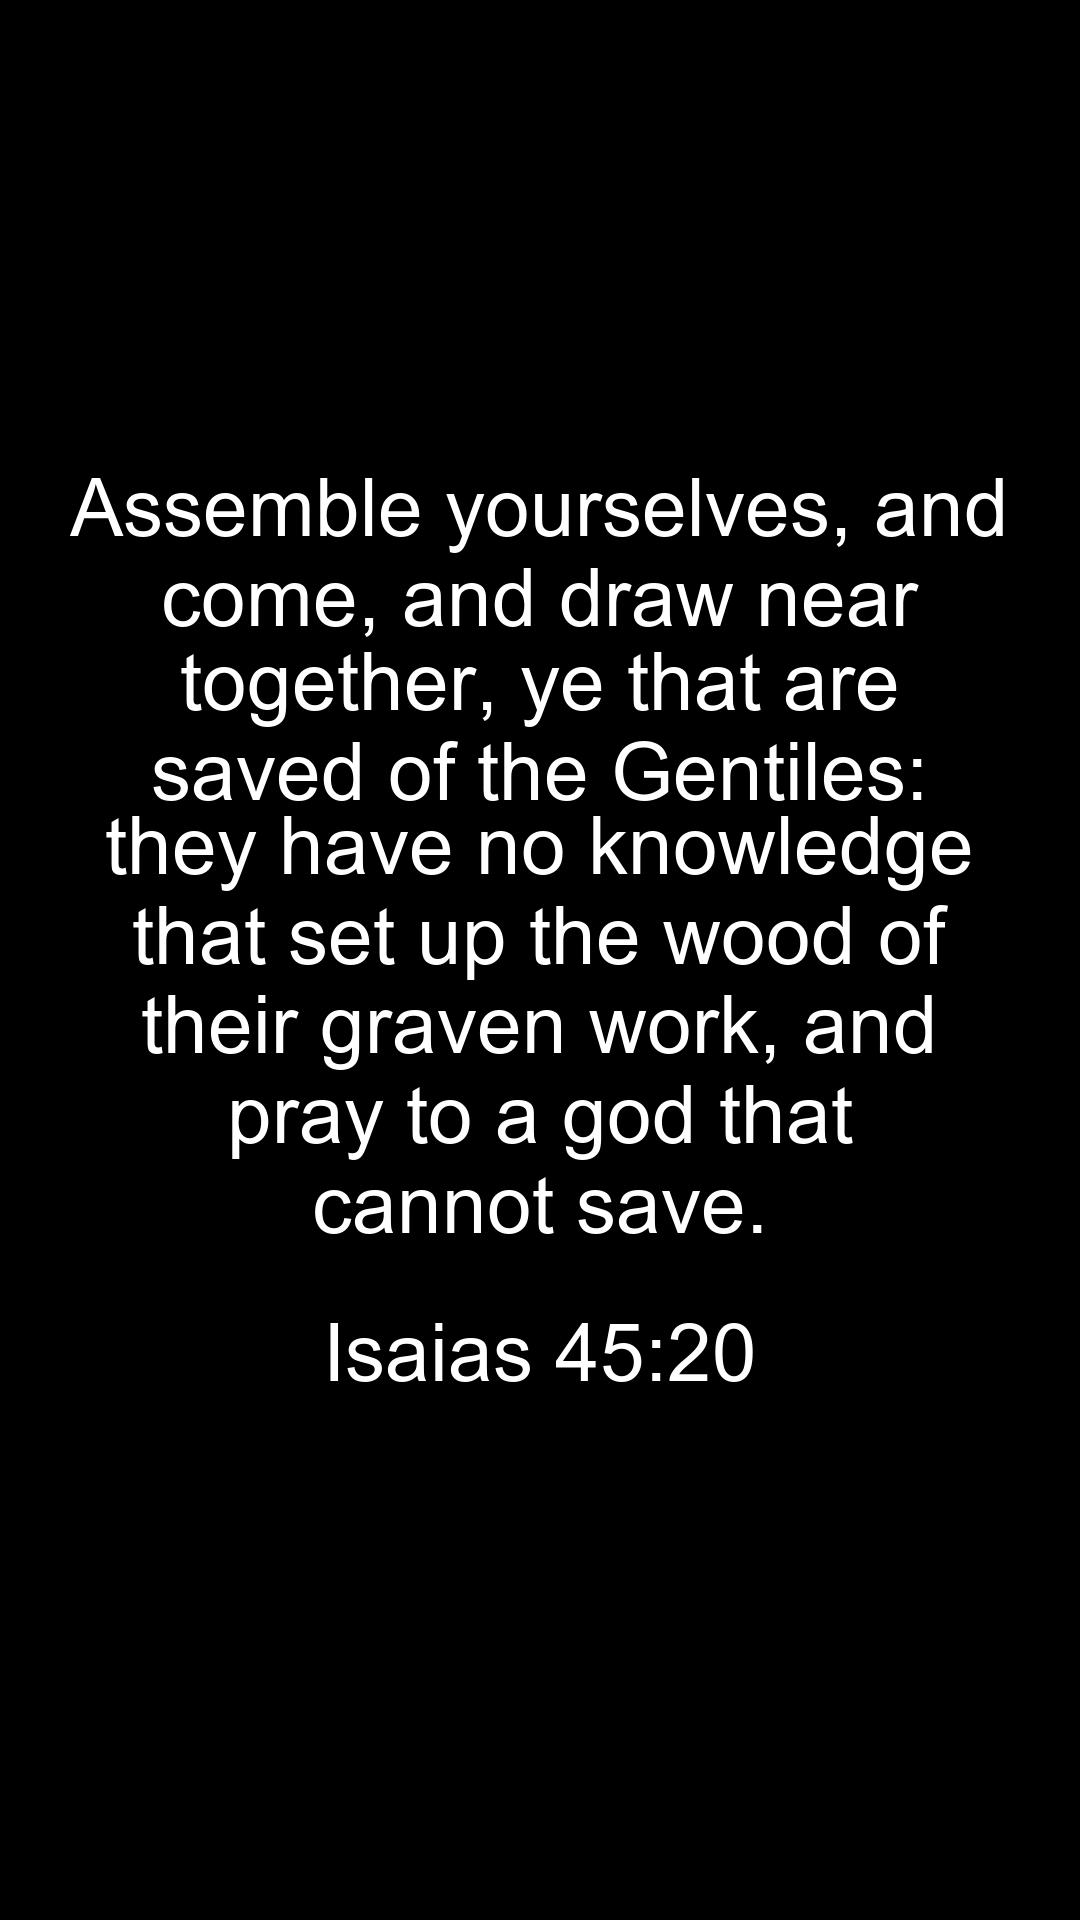 Assemble yourselves, and
come, and draw near
together, ye that are
saved of the Gentiles:
they have no knowledge
that set up the wood of
their graven work, and
pray to a god that
cannot save.
Isaias 45:20